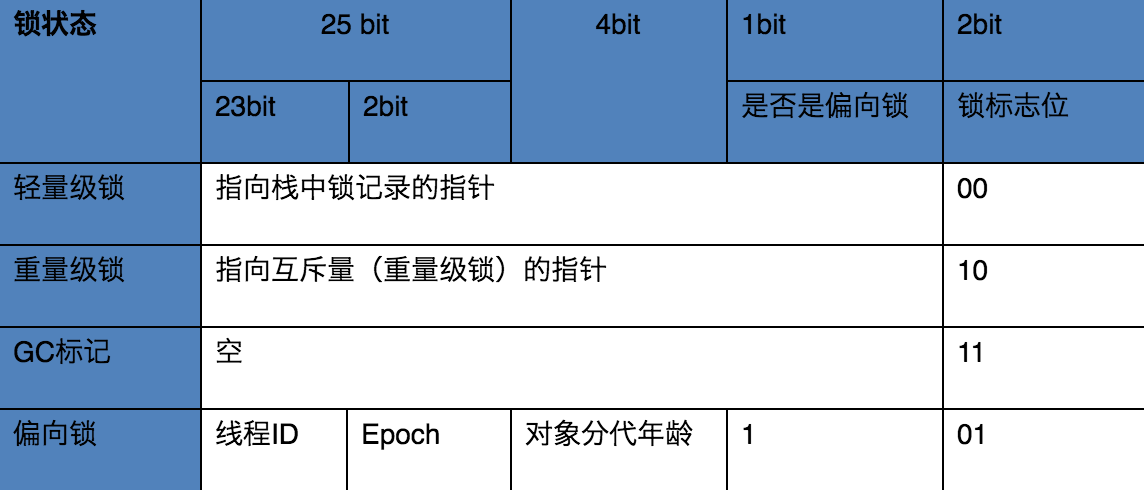 锁状态 25 bit 4bit 1bit 2bit
23bit 2bit 是否是偏向锁 锁标志位
轻量级锁 指向栈中锁记录的指针 00
重量级锁 指向互斥量（重量级锁）的指针 10
GC标记 空 11
偏向锁 线程ID Epoch 对象分代年龄 1 01